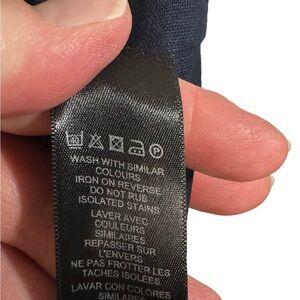 P
WASH WITH SIMILAR
COLOURS
IRON ON REVERSE
DO NOT RUB
ISOLATED STAINS
LAVER AVEC
COULEURS
SIMILAIRES
REPASSER SUR
L'ENVERS
NE PAS FROTTER LES
TACHES ISOLÉES
LAVAR CON COLORES